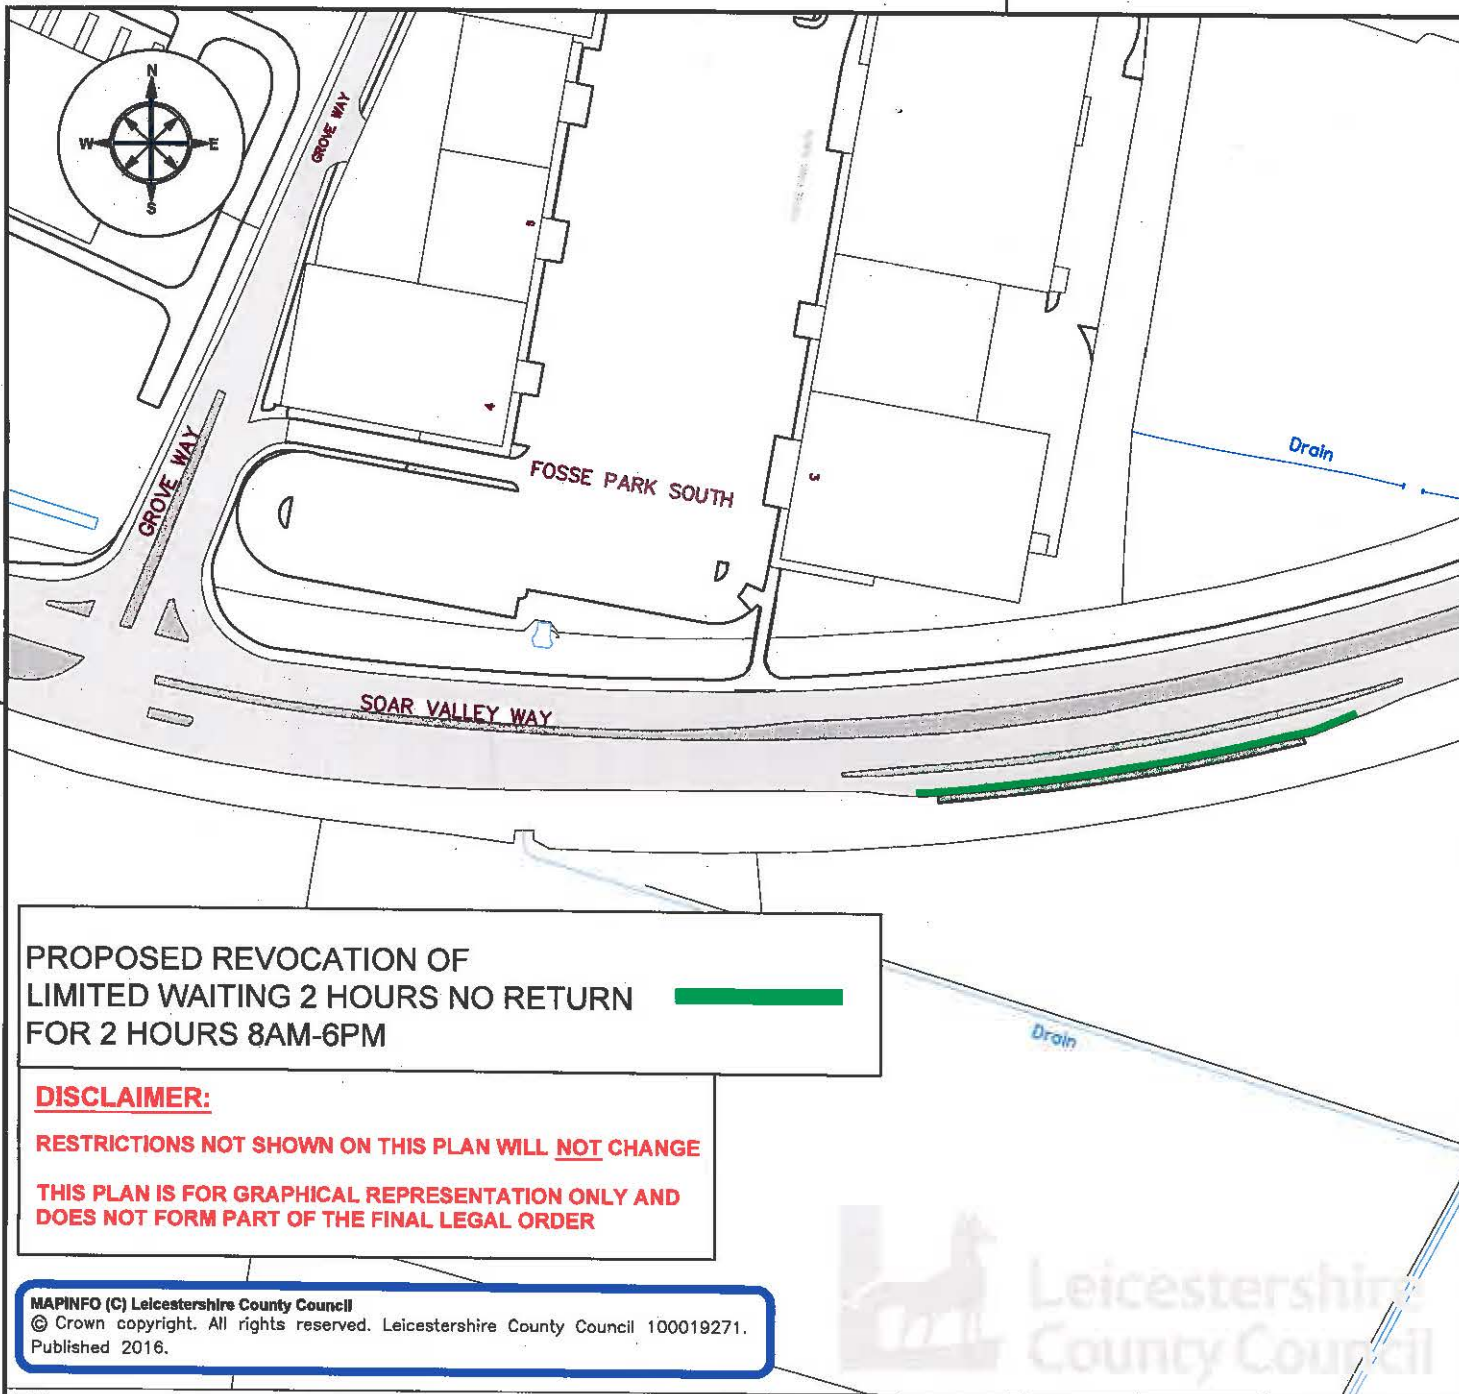 N
W E
S
GROVE WAY
5
4
3
GROVE WAY
FOSSE PARK SOUTH
Drain
SOAR VALLEY WAY
PROPOSED REVOCATION OF
LIMITED WAITING 2 HOURS NO RETURN
FOR 2 HOURS 8AM-6PM
Drain
DISCLAIMER:
RESTRICTIONS NOT SHOWN ON THIS PLAN WILL NOT CHANGE
THIS PLAN IS FOR GRAPHICAL REPRESENTATION ONLY AND
DOES NOT FORM PART OF THE FINAL LEGAL ORDER
MAPINFO (C) Leicestershire County Council
© Crown copyright. All rights reserved. Leicestershire County Council 100019271.
Published 2016.
Leicestershire
County Council